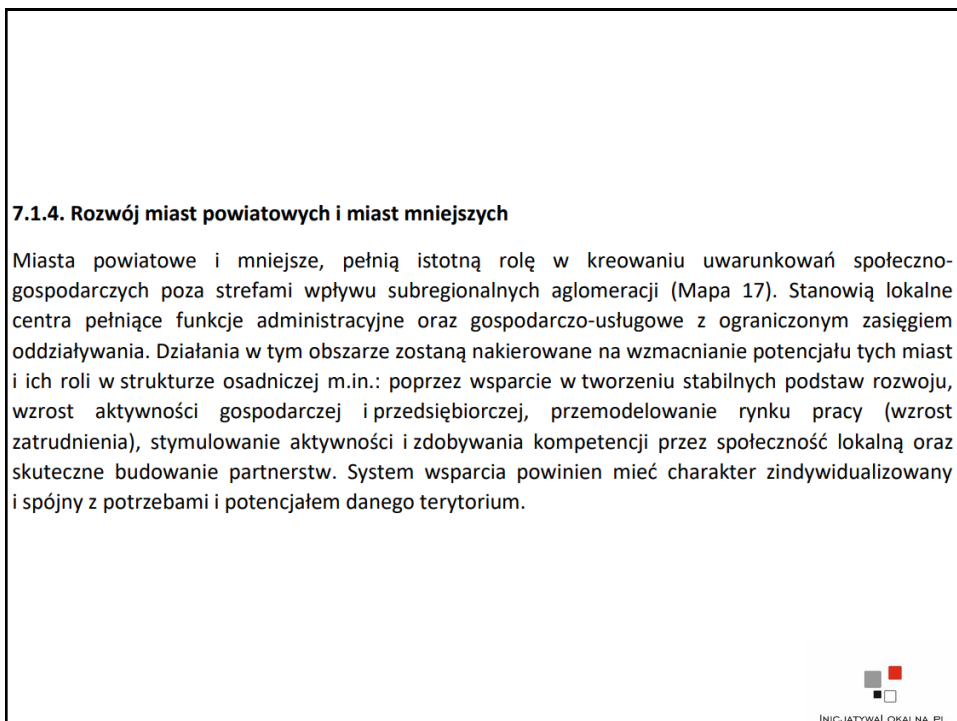 7.1.4. Rozwój miast powiatowych i miast mniejszych
Miasta powiatowe i mniejsze, pełnią istotną rolę w kreowaniu uwarunkowań społeczno-
gospodarczych poza strefami wpływu subregionalnych aglomeracji (Mapa 17). Stanowią lokalne
centra pełniące funkcje administracyjne oraz gospodarczo-usługowe z ograniczonym zasięgiem
oddziaływania. Działania w tym obszarze zostaną nakierowane na wzmacnianie potencjału tych miast
i ich roli w strukturze osadniczej m.in.: poprzez wsparcie w tworzeniu stabilnych podstaw rozwoju,
wzrost aktywności gospodarczej i przedsiębiorczej, przemodelowanie rynku pracy (wzrost
zatrudnienia), stymulowanie aktywności i zdobywania kompetencji przez społeczność lokalną oraz
skuteczne budowanie partnerstw. System wsparcia powinien mieć charakter zindywidualizowany
i spójny z potrzebami i potencjałem danego terytorium.
INICJATYWALOKALNA.PL